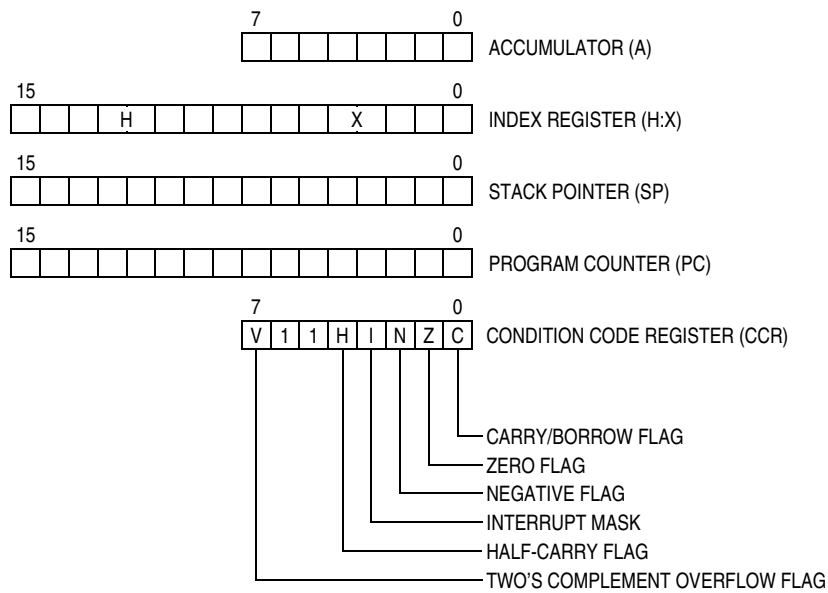 7 0
ACCUMULATOR (A)
15 0
H X INDEX REGISTER (H:X)
15 0
STACK POINTER (SP)
15 0
PROGRAM COUNTER (PC)
7 0
V 1 1 H I N Z C CONDITION CODE REGISTER (CCR)
CARRY/BORROW FLAG
ZERO FLAG
NEGATIVE FLAG
INTERRUPT MASK
HALF-CARRY FLAG
TWO'S COMPLEMENT OVERFLOW FLAG